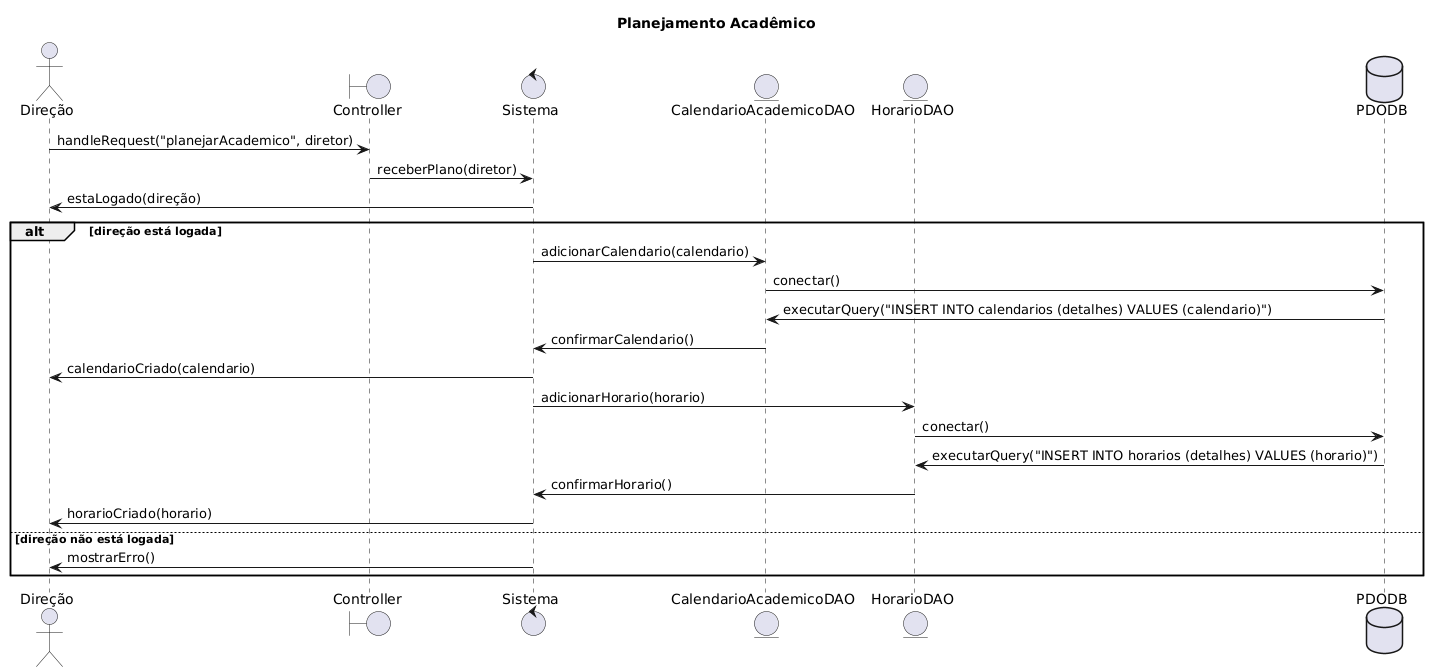 Planejamento Acadêmico
Direção
Controller
Sistema
CalendarioAcademicoDAO
HorarioDAO
PDODB
handleRequest("planejarAcademico", diretor)
receberPlano(diretor)
estaLogado(direção)
alt
[direção está logada]
adicionarCalendario(calendario)
conectar()
executarQuery("INSERT INTO calendarios (detalhes) VALUES (calendario)")
confirmarCalendario()
calendarioCriado(calendario)
adicionarHorario(horario)
conectar()
executarQuery("INSERT INTO horarios (detalhes) VALUES (horario)")
confirmarHorario()
horarioCriado(horario)
[direção não está logada]
mostrarErro()
Direção
Controller
Sistema
CalendarioAcademicoDAO
HorarioDAO
PDODB